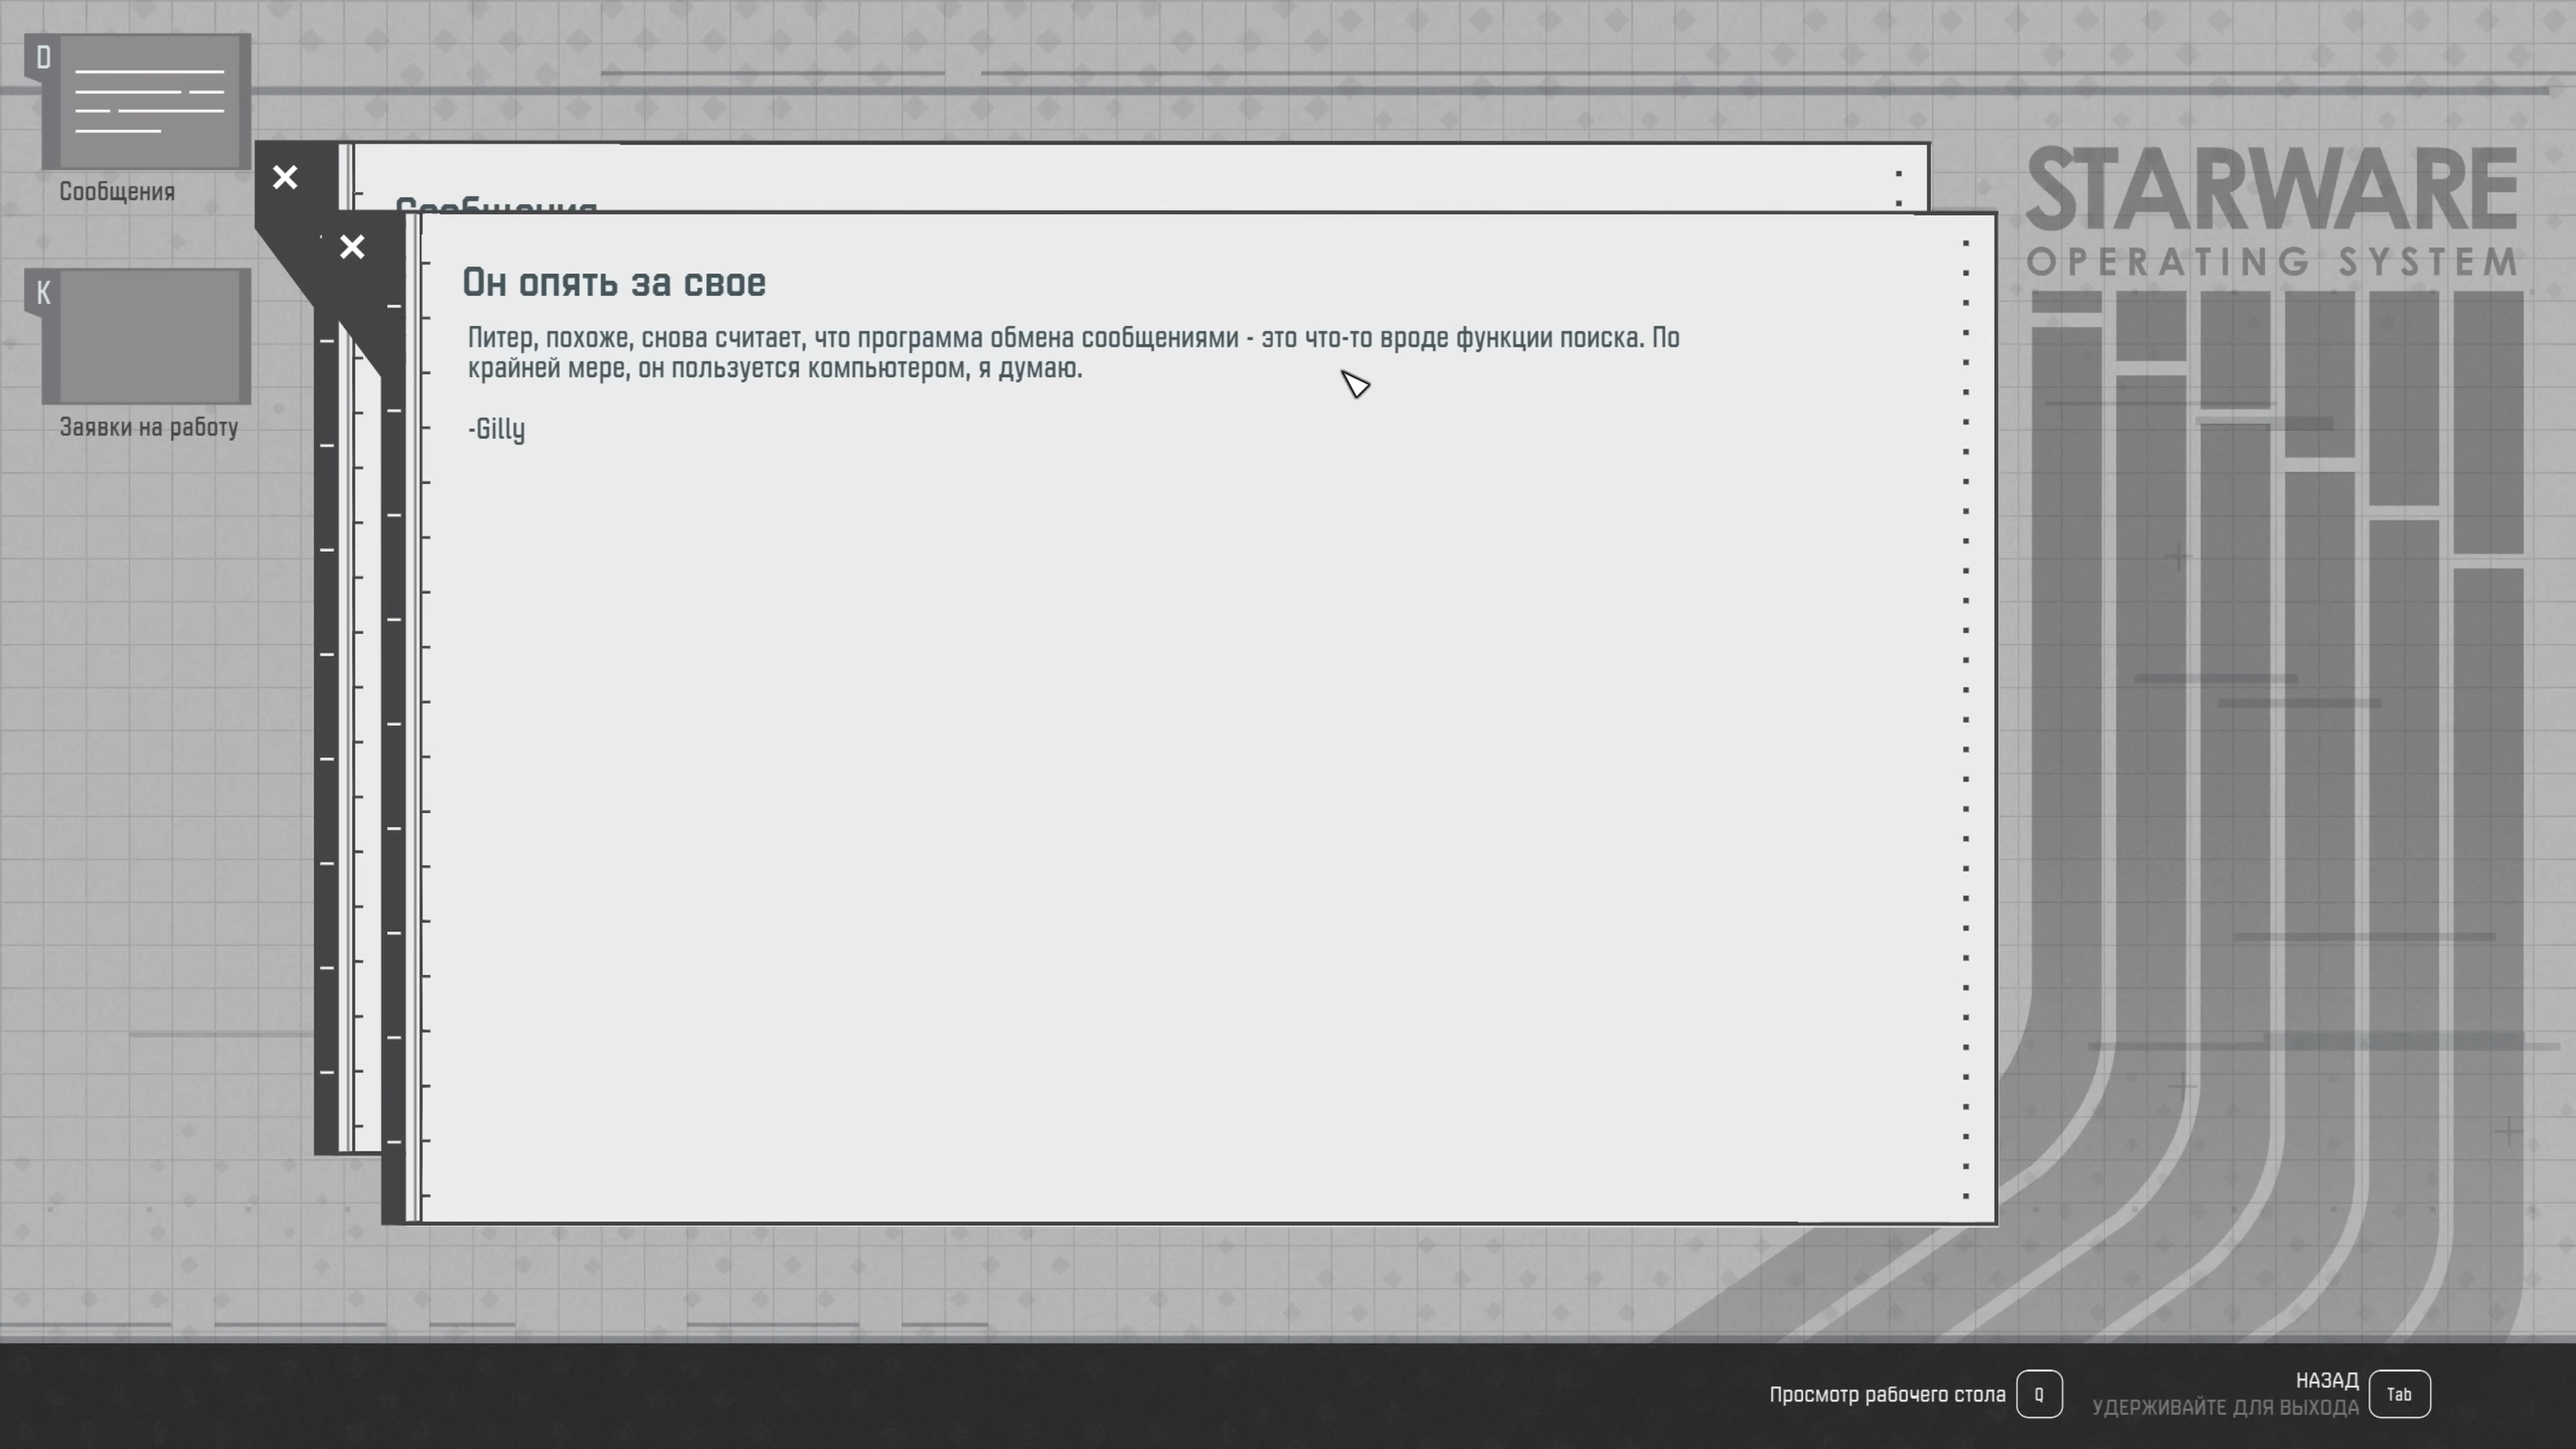 D
Сообщения
K
Заявки на работу
Сообщения
Он опять за свое
Питер, похоже, снова считает, что программа обмена сообщениями - это что-то вроде функции поиска. По
крайней мере, он пользуется компьютером, я думаю.
-Gilly
STARWARE
OPERATING SYSTEM
Просмотр рабочего стола Q
НАЗАД
УДЕРЖИВАЙТЕ ДЛЯ ВЫХОДА
Tab